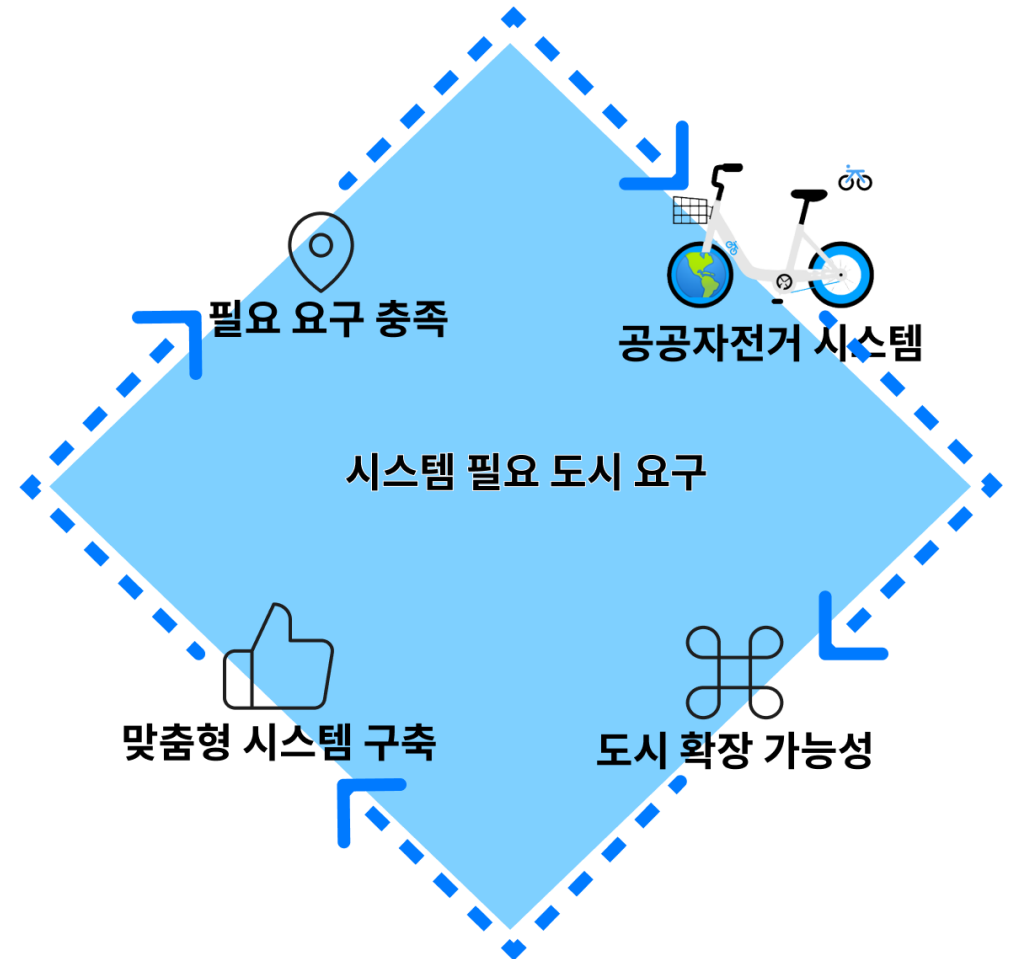 필요 요구 충족
공공자전거 시스템
시스템 필요 도시 요구
맞춤형 시스템 구축
도시 확장 가능성